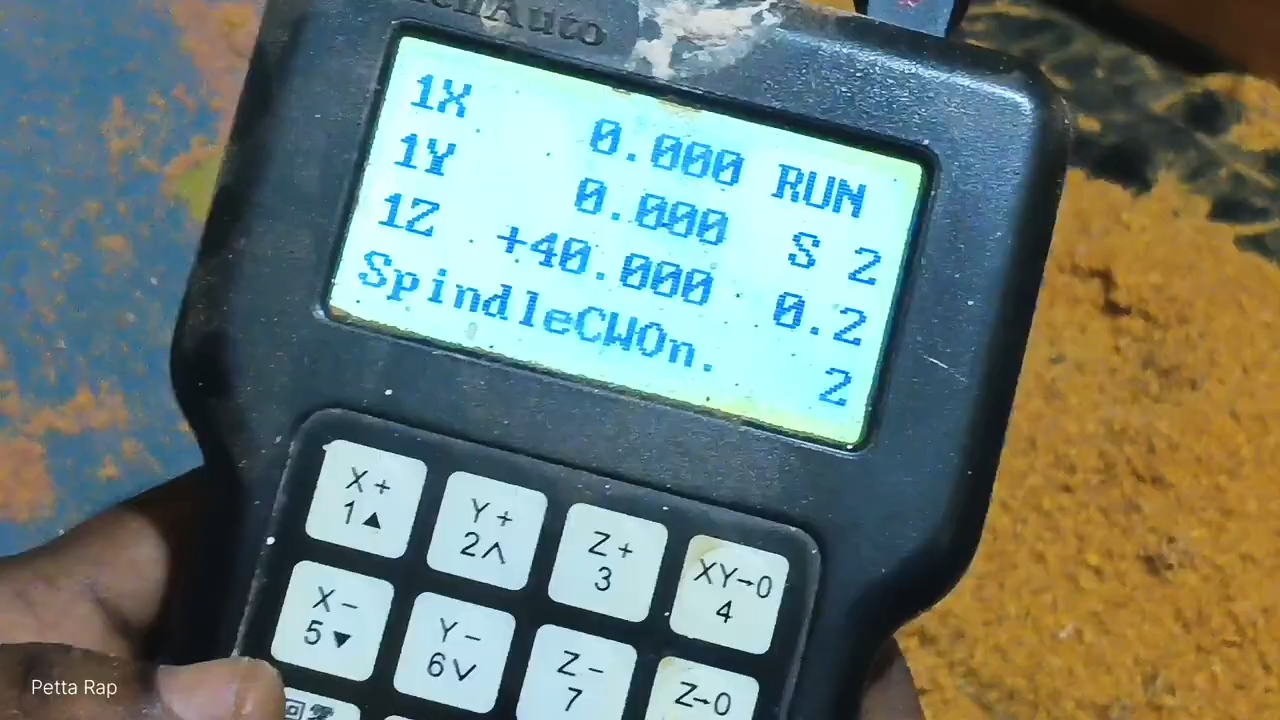 Auto
1X 0.000 RUN
1Y 0.000 S 2
1Z +40.000 0.2
SpindleCWOn. 2
X+
1▲
Y+
2∧
Z+
3
XY→0
4
X−
5▼
Y−
6∨
Z−
7
Z→0
Petta Rap